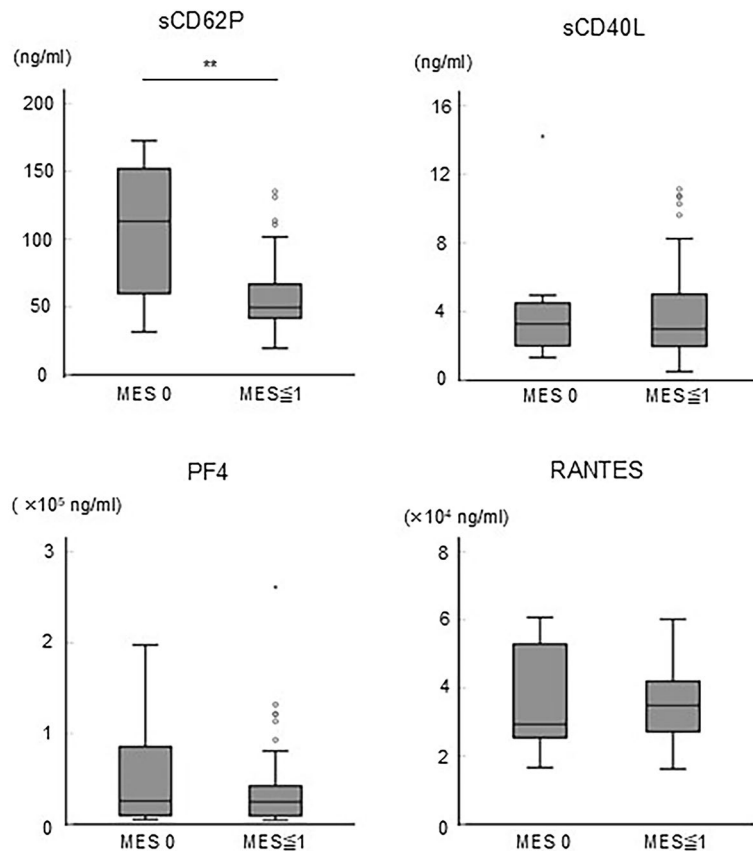 sCD62P
(ng/ml)
**
200
150
100
50
0
MES 0 MES≦1
sCD40L
(ng/ml)
16
12
8
4
0
MES 0 MES≦1
PF4
( ×10⁵ ng/ml)
3
2
1
0
MES 0 MES≦1
RANTES
(×10⁴ ng/ml)
8
6
4
2
0
MES 0 MES≦1